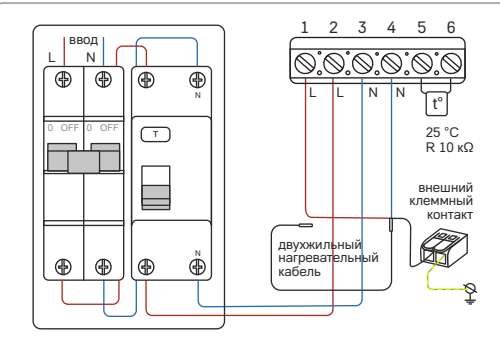 ВВОД
L N
N
0 OFF 0 OFF
T
N
1 2 3 4 5 6
L L N N
t°
25 °C
R 10 кΩ
внешний
клеммный
контакт
двухжильный
нагревательный
кабель